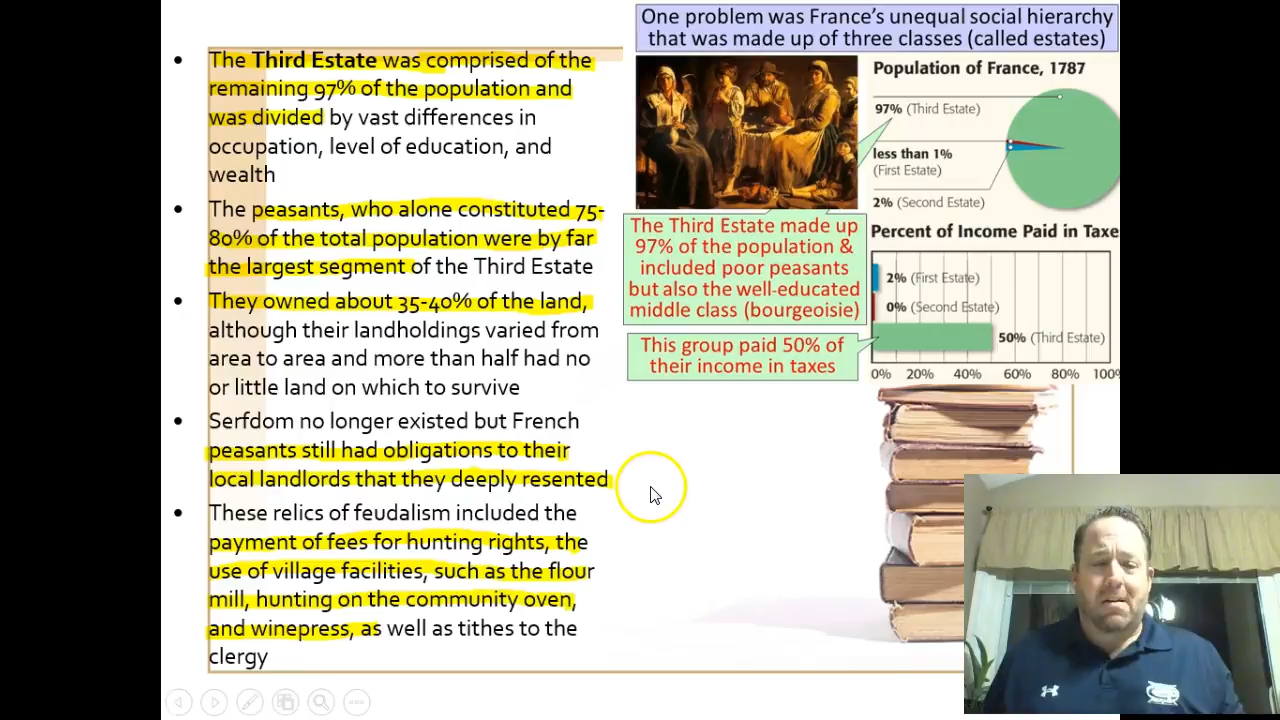 The Third Estate was comprised of the
remaining 97% of the population and
was divided by vast differences in
occupation, level of education, and
wealth
The peasants, who alone constituted 75-
80% of the total population were by far
the largest segment of the Third Estate
They owned about 35-40% of the land,
although their landholdings varied from
area to area and more than half had no
or little land on which to survive
Serfdom no longer existed but French
peasants still had obligations to their
local landlords that they deeply resented
These relics of feudalism included the
payment of fees for hunting rights, the
use of village facilities, such as the flour
mill, hunting on the community oven,
and winepress, as well as tithes to the
clergy
One problem was France's unequal social hierarchy
that was made up of three classes (called estates)
Population of France, 1787
97% (Third Estate)
less than 1%
(First Estate)
2% (Second Estate)
The Third Estate made up
97% of the population &
included poor peasants
but also the well-educated
middle class (bourgeoisie)
This group paid 50% of
their income in taxes
Percent of Income Paid in Taxe
2% (First Estate)
0% (Second Estate)
50% (Third Estate)
0% 20% 40% 60% 80% 100%